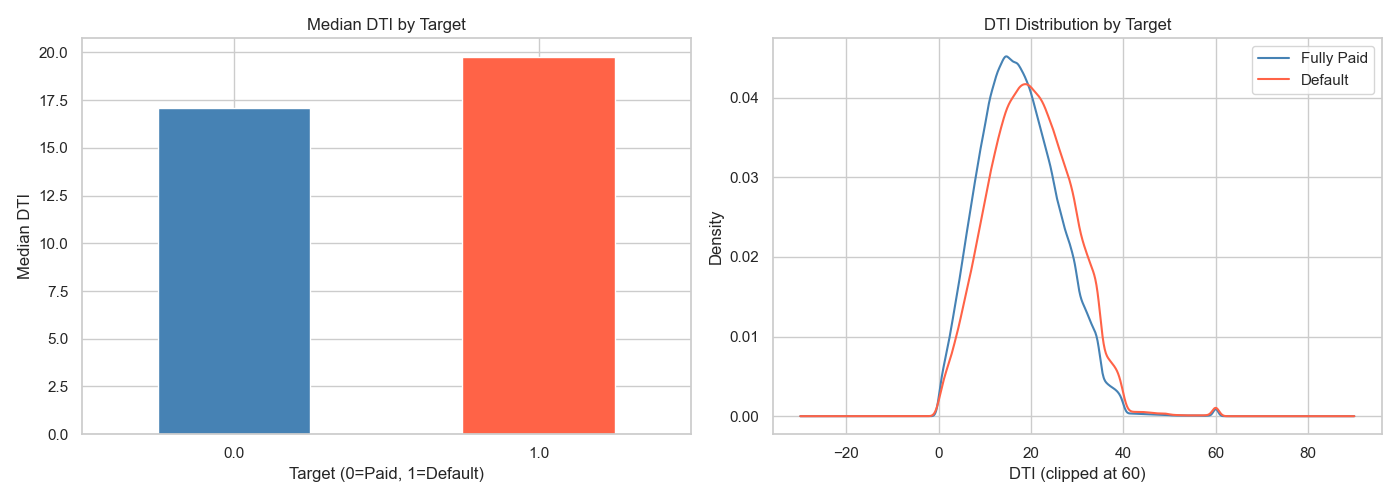 Median DTI by Target
20.0
17.5
15.0
12.5
10.0
7.5
5.0
2.5
0.0
Median DTI
0.0 1.0
Target (0=Paid, 1=Default)
DTI Distribution by Target
Fully Paid
Default
0.04
0.03
0.02
0.01
0.00
Density
−20 0 20 40 60 80
DTI (clipped at 60)